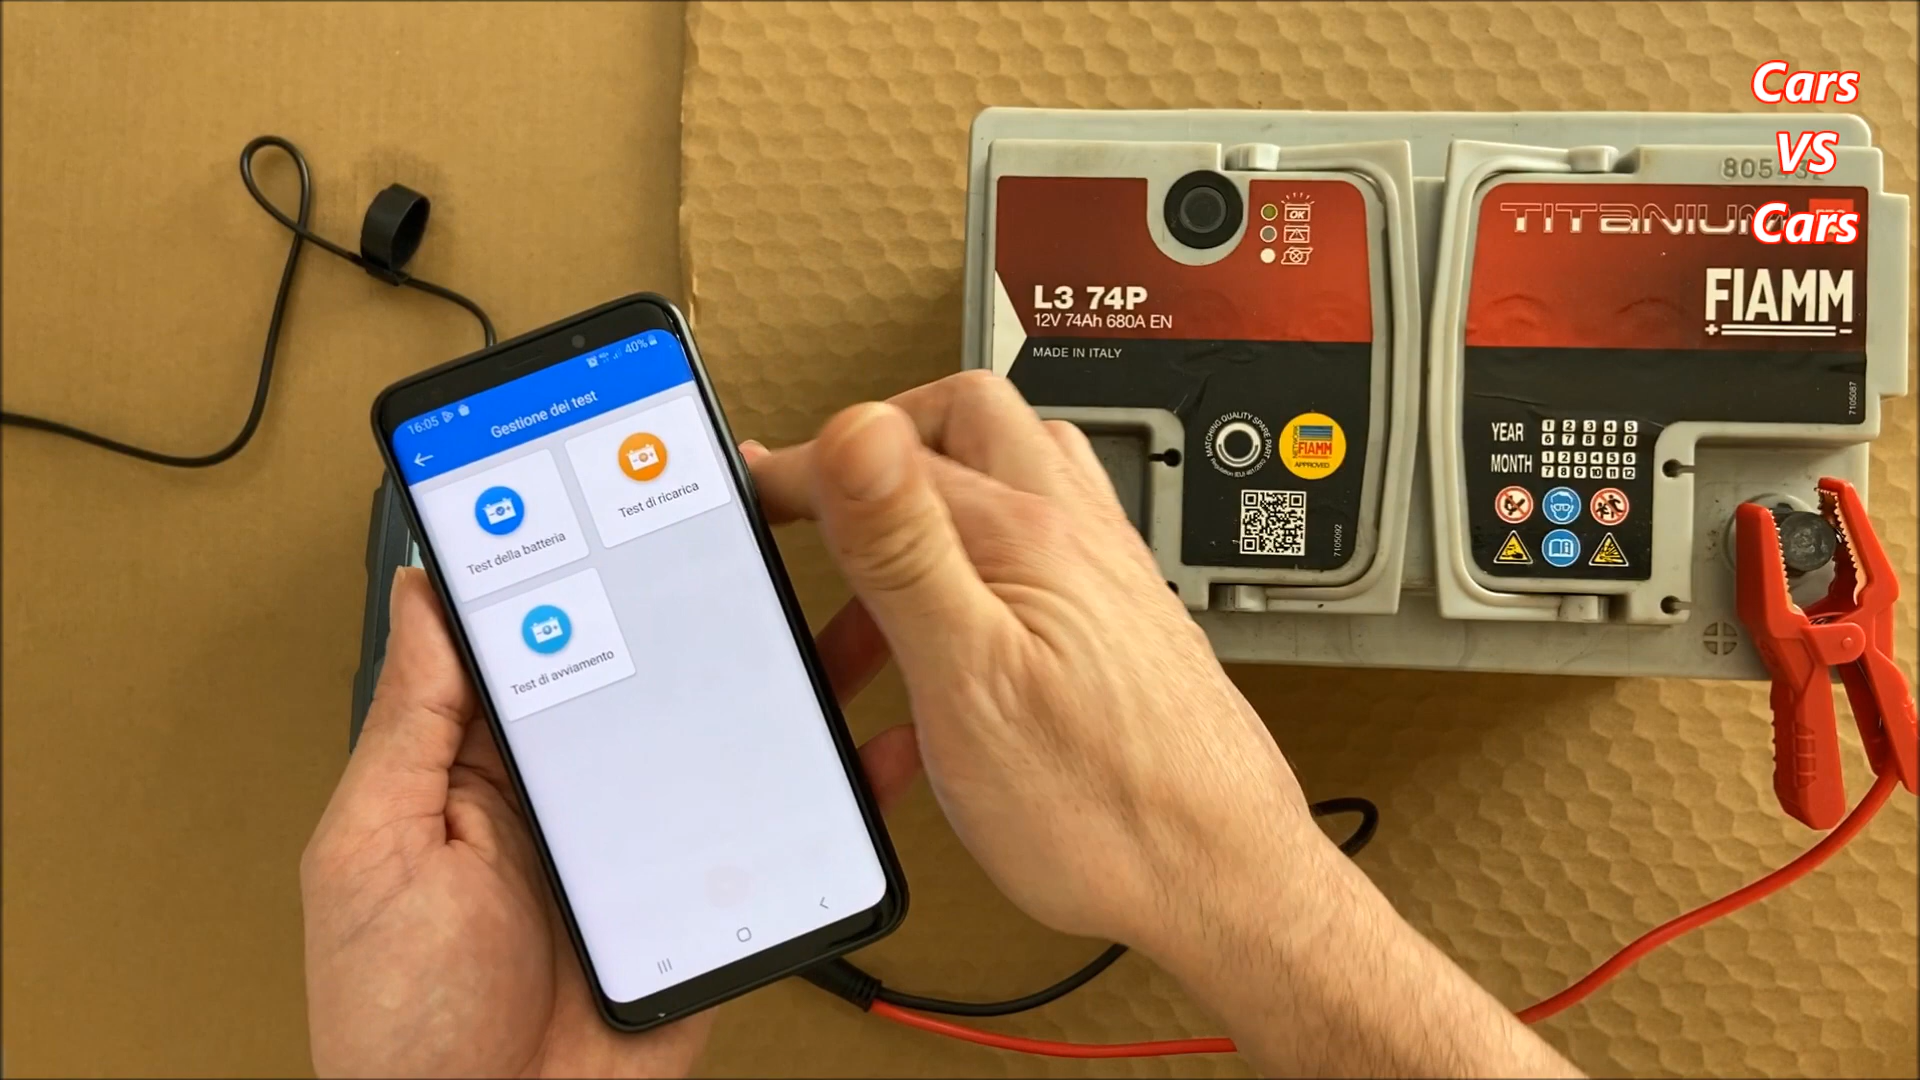 Cars
VS
Cars
TITANIUM
FIAMM
OK
L3 74P
12V 74Ah 680A EN
MADE IN ITALY
MATCHING QUALITY SPARE PART
FIAMM
APPROVED
7105092
YEAR 1 2 3 4 5
6 7 8 9 0
MONTH 1 2 3 4 5 6
7 8 9 10 11 12
7105087
16:05
40%
Gestione dei test
Test della batteria
Test di ricarica
Test di avviamento